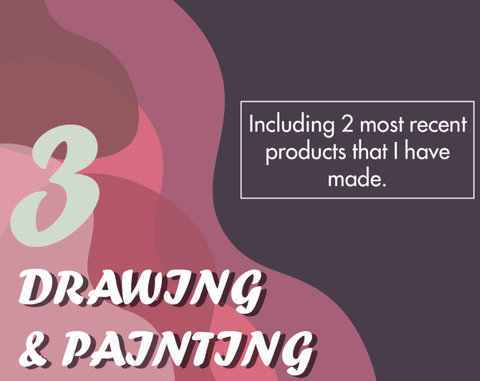 3
DRAWING
& PAINTING
Including 2 most recent
products that I have
made.